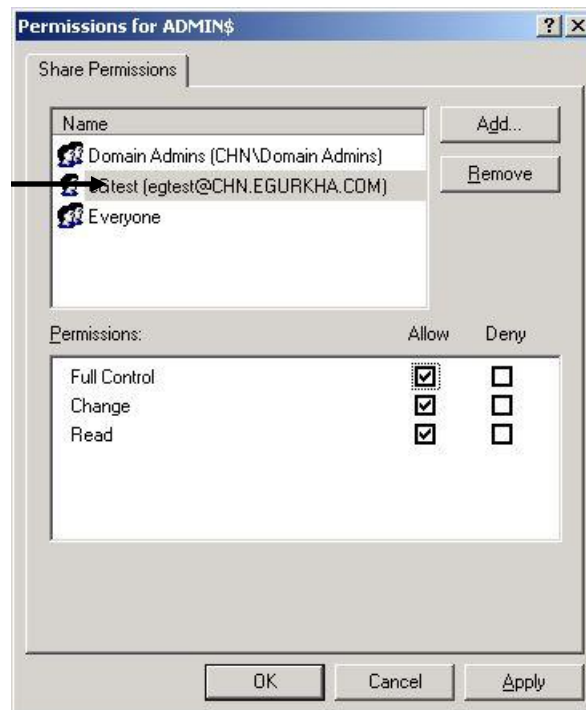 Permissions for ADMIN$
Share Permissions
Name
Add...
Domain Admins (CHN\Domain Admins)
(egtest@CHN.EGURKHA.COM)
Remove
Everyone
Permissions: Allow Deny
Full Control
Change
Read
OK Cancel Apply